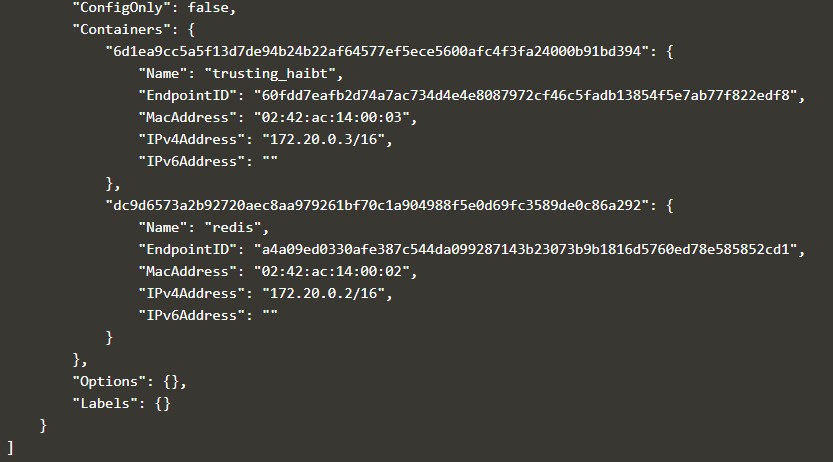 "ConfigOnly": false,
"Containers": {
"6d1ea9cc5a5f13d7de94b24b22af64577ef5ece5600afc4f3fa24000b91bd394": {
"Name": "trusting_haibt",
"EndpointID": "60fdd7eafb2d74a7ac734d4e4e8087972cf46c5fadb13854f5e7ab77f822edf8",
"MacAddress": "02:42:ac:14:00:03",
"IPv4Address": "172.20.0.3/16",
"IPv6Address": ""
},
"dc9d6573a2b92720aec8aa979261bf70c1a904988f5e0d69fc3589de0c86a292": {
"Name": "redis",
"EndpointID": "a4a09ed0330afe387c544da099287143b23073b9b1816d5760ed78e585852cd1",
"MacAddress": "02:42:ac:14:00:02",
"IPv4Address": "172.20.0.2/16",
"IPv6Address": ""
}
},
"Options": {},
"Labels": {}
}
]